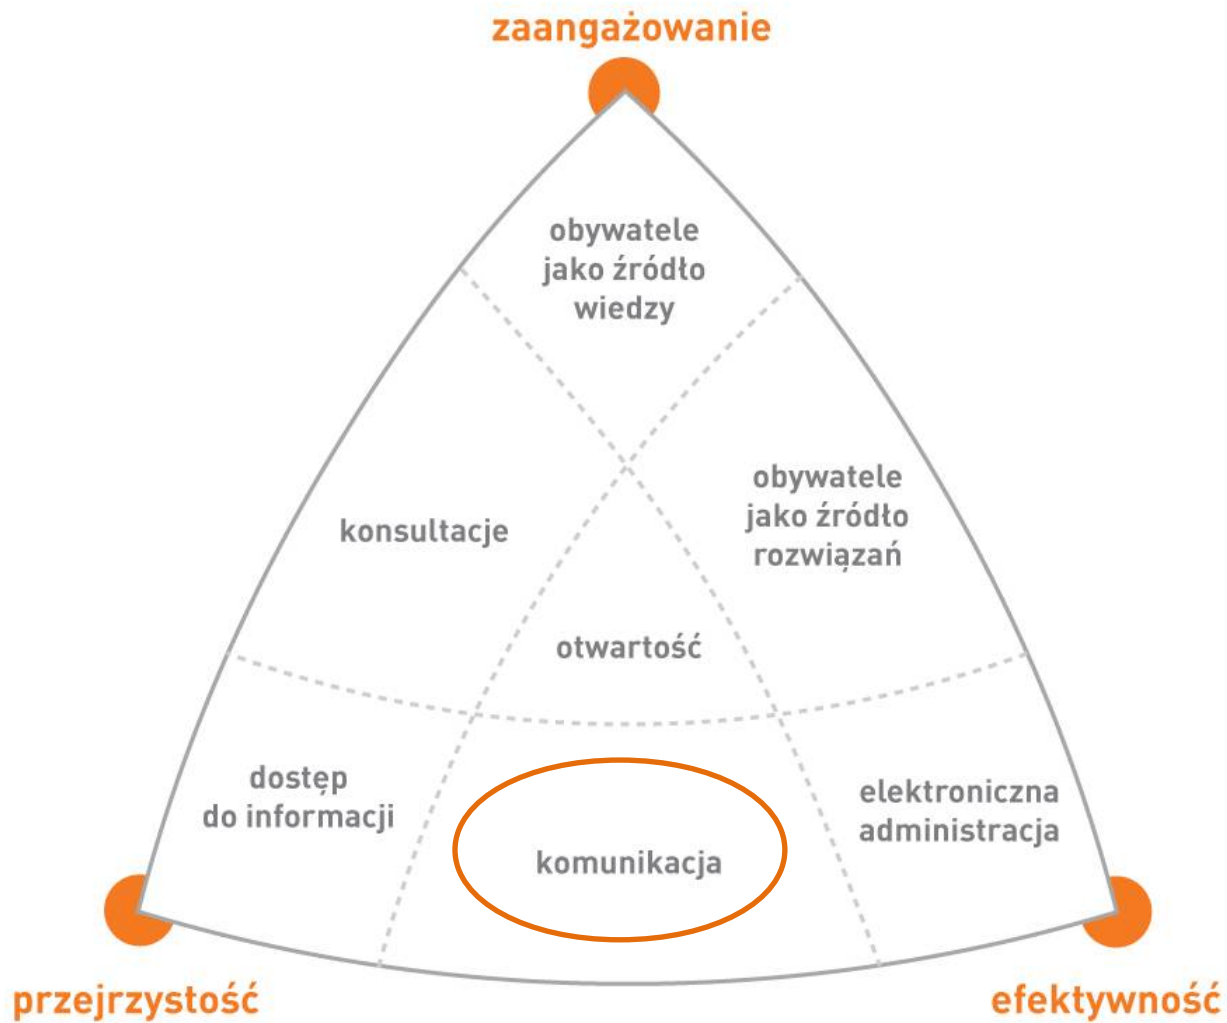 zaangażowanie
obywatele
jako źródło
wiedzy
konsultacje
obywatele
jako źródło
rozwiązań
otwartość
dostęp
do informacji
komunikacja
elektroniczna
administracja
przejrzystość
efektywność